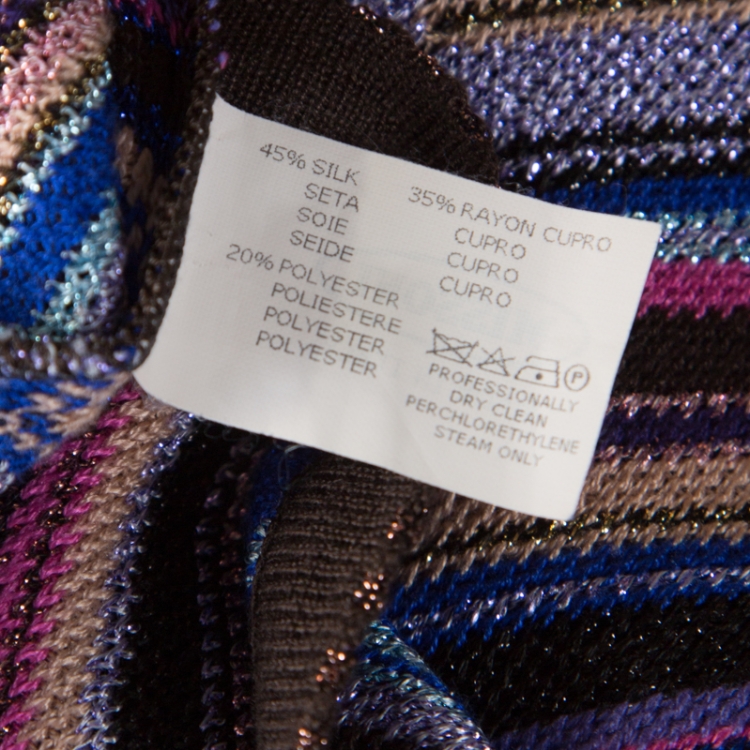 45% SILK
SETA
SOIE
SEIDE
20% POLYESTER
POLIESTERE
POLYESTER
POLYESTER
35% RAYON CUPRO
CUPRO
CUPRO
CUPRO
P
PROFESSIONALLY
DRY CLEAN
PERCHLORETHYLENE
STEAM ONLY